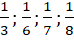 1/3 ; 1/6 ; 1/7 ; 1/8